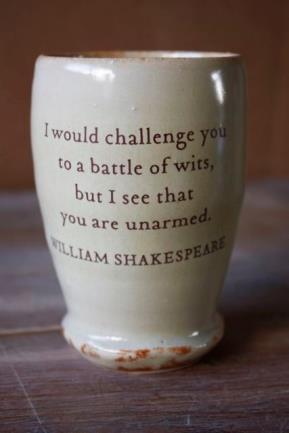 I would challenge you
to a battle of wits,
but I see that
you are unarmed.
WILLIAM SHAKESPEARE